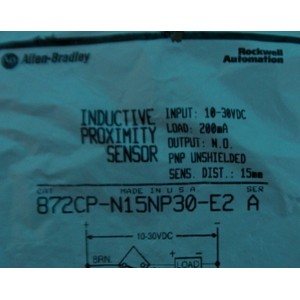 AB Allen-Bradley
Rockwell Automation
INDUCTIVE PROXIMITY SENSOR
INPUT: 10-30VDC
LOAD: 200mA
OUTPUT: N.O.
PNP UNSHIELDED
SENS. DIST.: 15mm
CAT MADE IN U.S.A. SER
872CP-N15NP30-E2 A
10-30VDC
+ −
BRN. LOAD